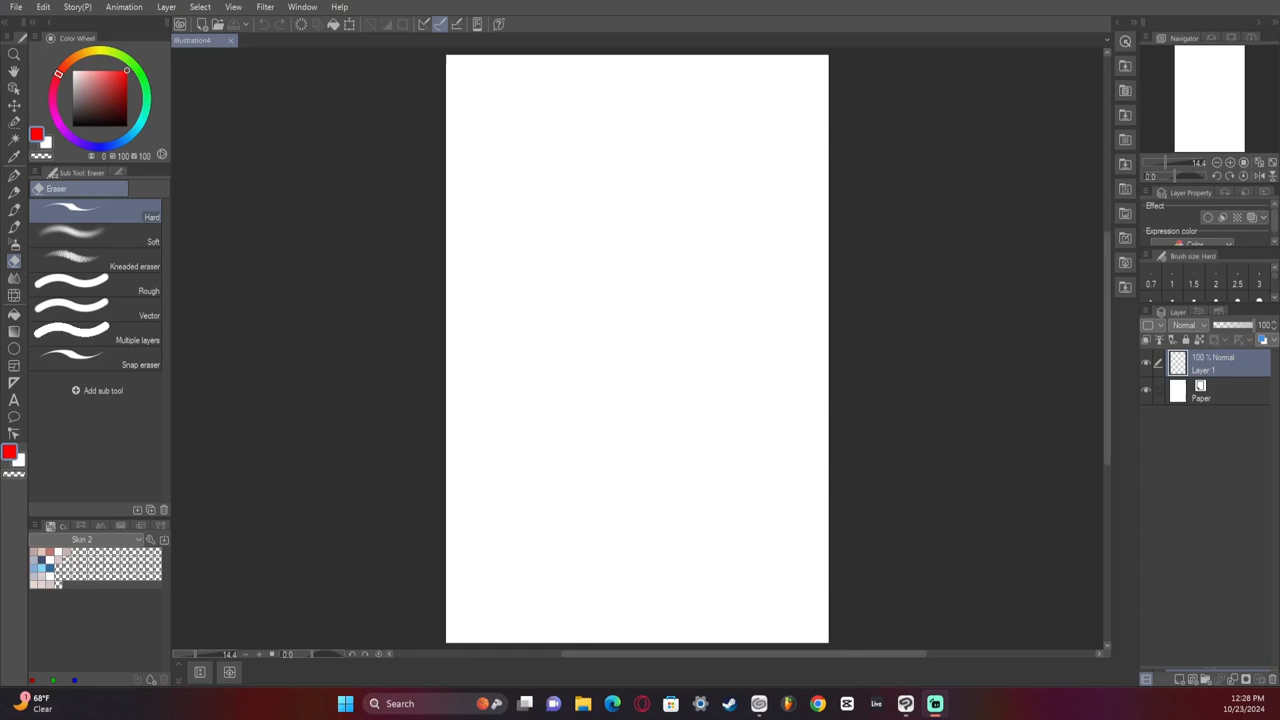 File Edit Story(P) Animation Layer Select View Filter Window Help
Illustration4
Color Wheel
0 100 100
Sub Tool: Eraser
Eraser
Hard
Soft
Kneaded eraser
Rough
Vector
Multiple layers
Snap eraser
Add sub tool
Skin 2
14.4 0.0
Navigator
14.4
0.0
Layer Property
Effect
Expression color
Color
Brush size: Hard
0.7 1 1.5 2 2.5 3
Layer
Normal 100
100 % Normal
Layer 1
Paper
1
68°F
Clear
Search
Live
12:28 PM
10/23/2024